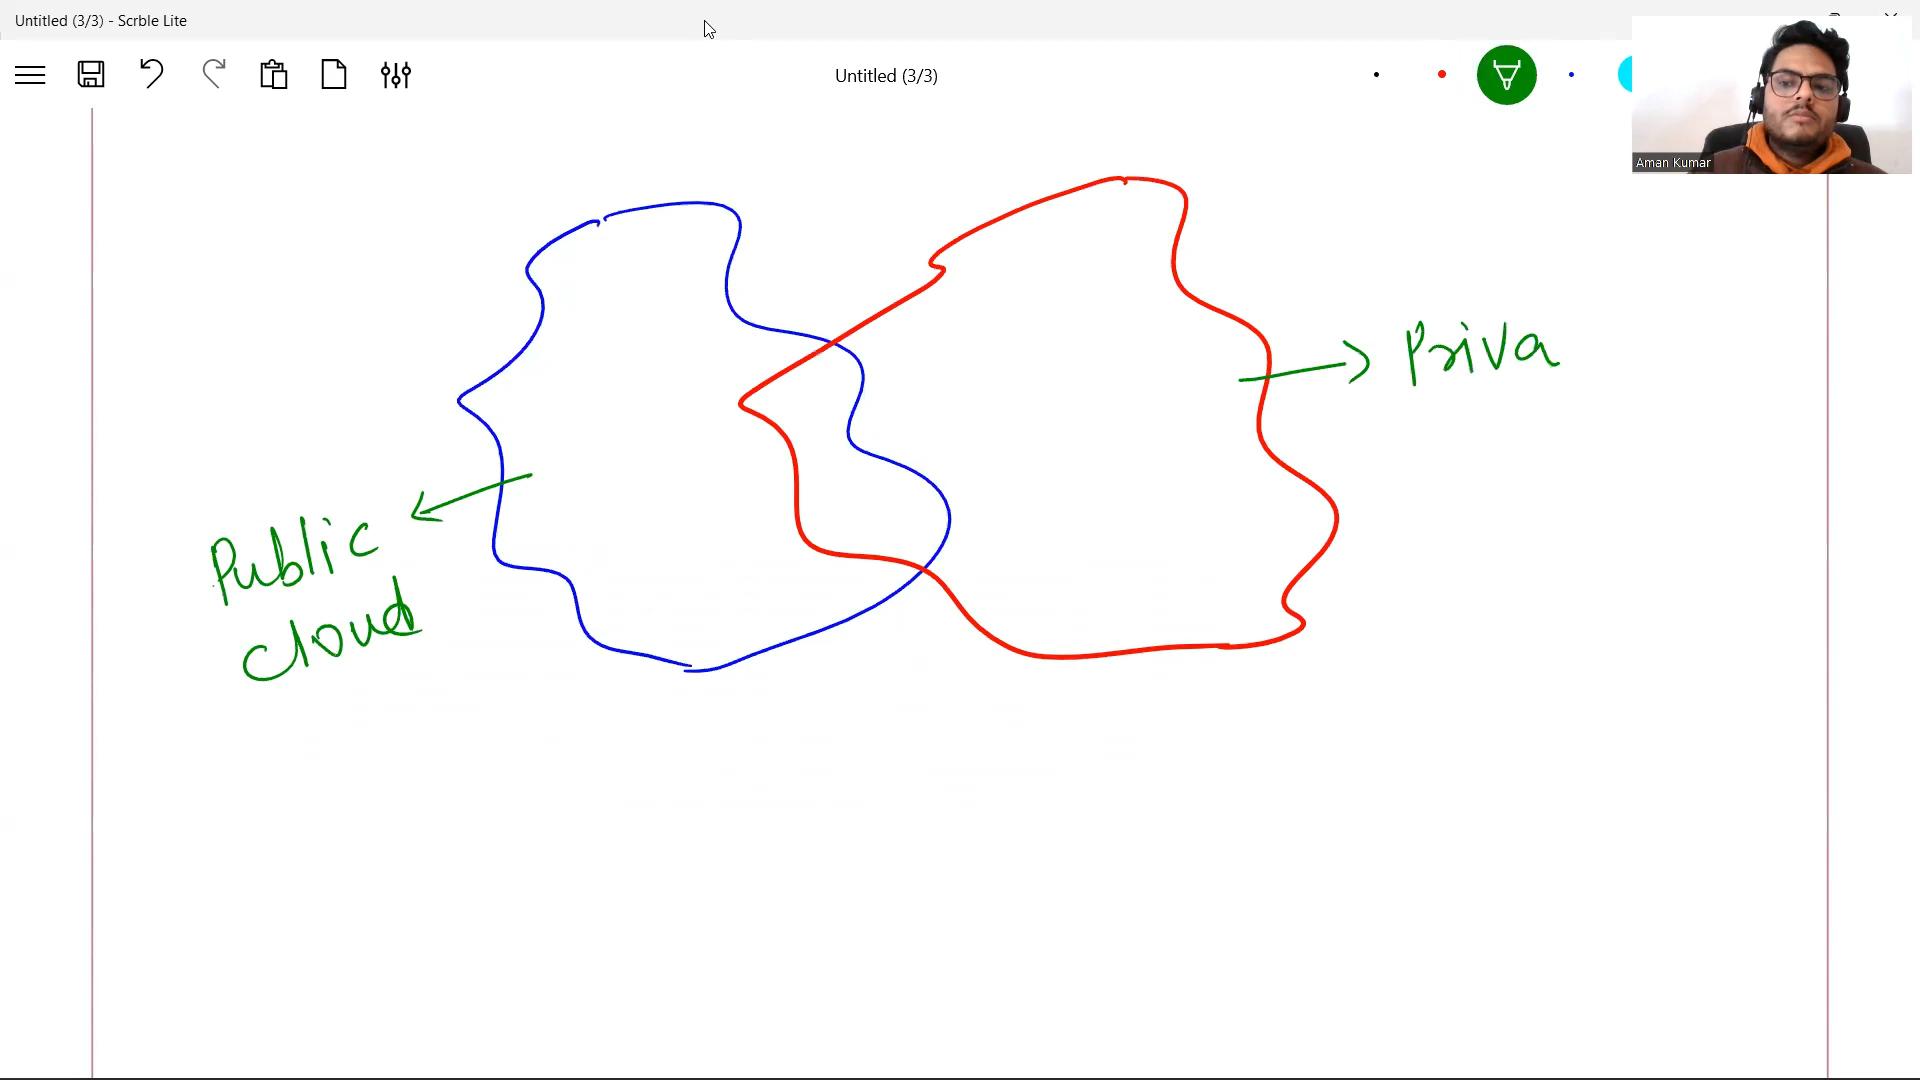 Untitled (3/3) - Scrble Lite
Untitled (3/3)
Aman Kumar
Priva
Public
cloud